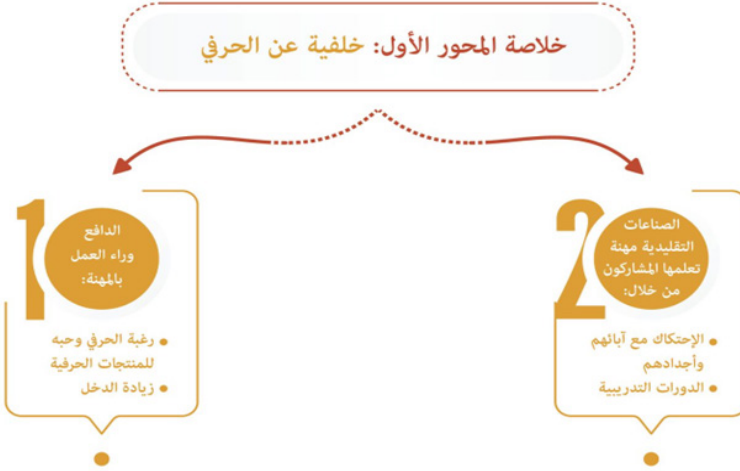 خلاصة المحور الأول: خلفية عن الحرفي
1
الدافع
وراء العمل
بالمهنة:
• رغبة الحرفي وحبه
للمنتجات الحرفية
• زيادة الدخل
2
الصناعات
التقليدية مهنة
تعلمها المشاركون
من خلال:
• الإحتكاك مع آبائهم
وأجدادهم
• الدورات التدريبية